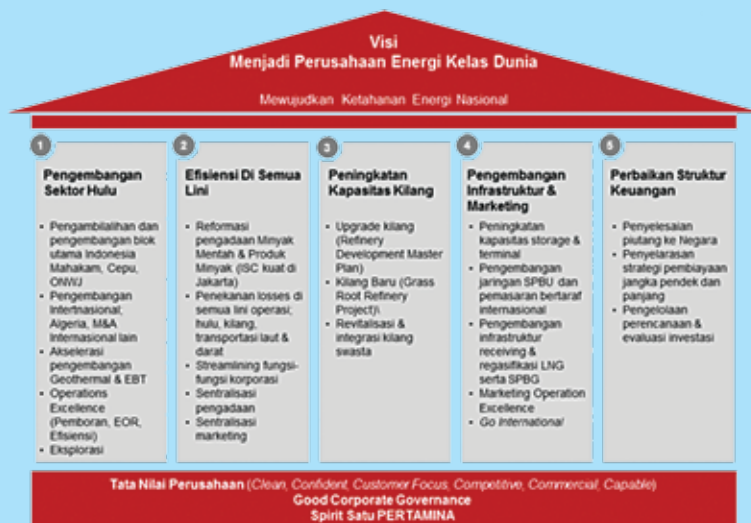 Visi
Menjadi Perusahaan Energi Kelas Dunia
Mewujudkan Ketahanan Energi Nasional
1
Pengembangan
Sektor Hulu
• Pengambilalihan dan
pengembangan blok
utama Indonesia
Mahakam, Cepu,
ONWJ
• Pengembangan
Intertnasional;
Algeria, M&A
Internasional lain
• Akselerasi
pengembangan
Geothermal & EBT
• Operations
Excellence
(Pemboran, EOR,
Efisiensi)
• Eksplorasi
2
Efisiensi Di Semua
Lini
• Reformasi
pengadaan Minyak
Mentah & Produk
Minyak (ISC kuat di
Jakarta)
• Penekanan losses di
semua lini operasi;
hulu, kilang,
transportasi laut &
darat
• Streamlining fungsi-
fungsi korporasi
• Sentralisasi
pengadaan
• Sentralisasi
marketing
3
Peningkatan
Kapasitas Kilang
• Upgrade kilang
(Refinery
Development Master
Plan)
• Kilang Baru (Grass
Root Refinery
Project)\
• Revitalisasi &
integrasi kilang
swasta
4
Pengembangan
Infrastruktur &
Marketing
• Peningkatan
kapasitas storage &
terminal
• Pengembangan
jaringan SPBU dan
pemasaran bertaraf
internasional
• Pengembangan
infrastruktur
receiving &
regasifikasi LNG
serta SPBG
• Marketing Operation
Excellence
• Go International
5
Perbaikan Struktur
Keuangan
• Penyelesaian
piutang ke Negara
• Penyelarasan
strategi pembiayaan
jangka pendek dan
panjang
• Pengelolaan
perencanaan &
evaluasi investasi
Tata Nilai Perusahaan (Clean, Confident, Customer Focus, Competitive, Commercial, Capable)
Good Corporate Governance
Spirit Satu PERTAMINA